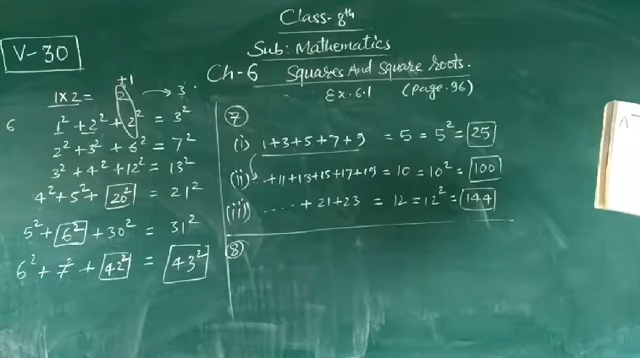 Class-8th
V-30
Sub: Mathematics
Ch-6 Squares And Square roots.
Ex.6.1 (page.96)
+1
1x2= 2 → 3
6
1² + 2² + 2² = 3²
2² + 3² + 6² = 7²
3² + 4² + 12² = 13²
4² + 5² + 20² = 21²
5² + 6² + 30² = 31²
6² + 7² + 42² = 43²
7
(i) 1+3+5+7+9 = 5 = 5² = 25
(ii) +11+13+15+17+19 = 10 = 10² = 100
(iii) ..... +21+23 = 12 = 12² = 144
8
A